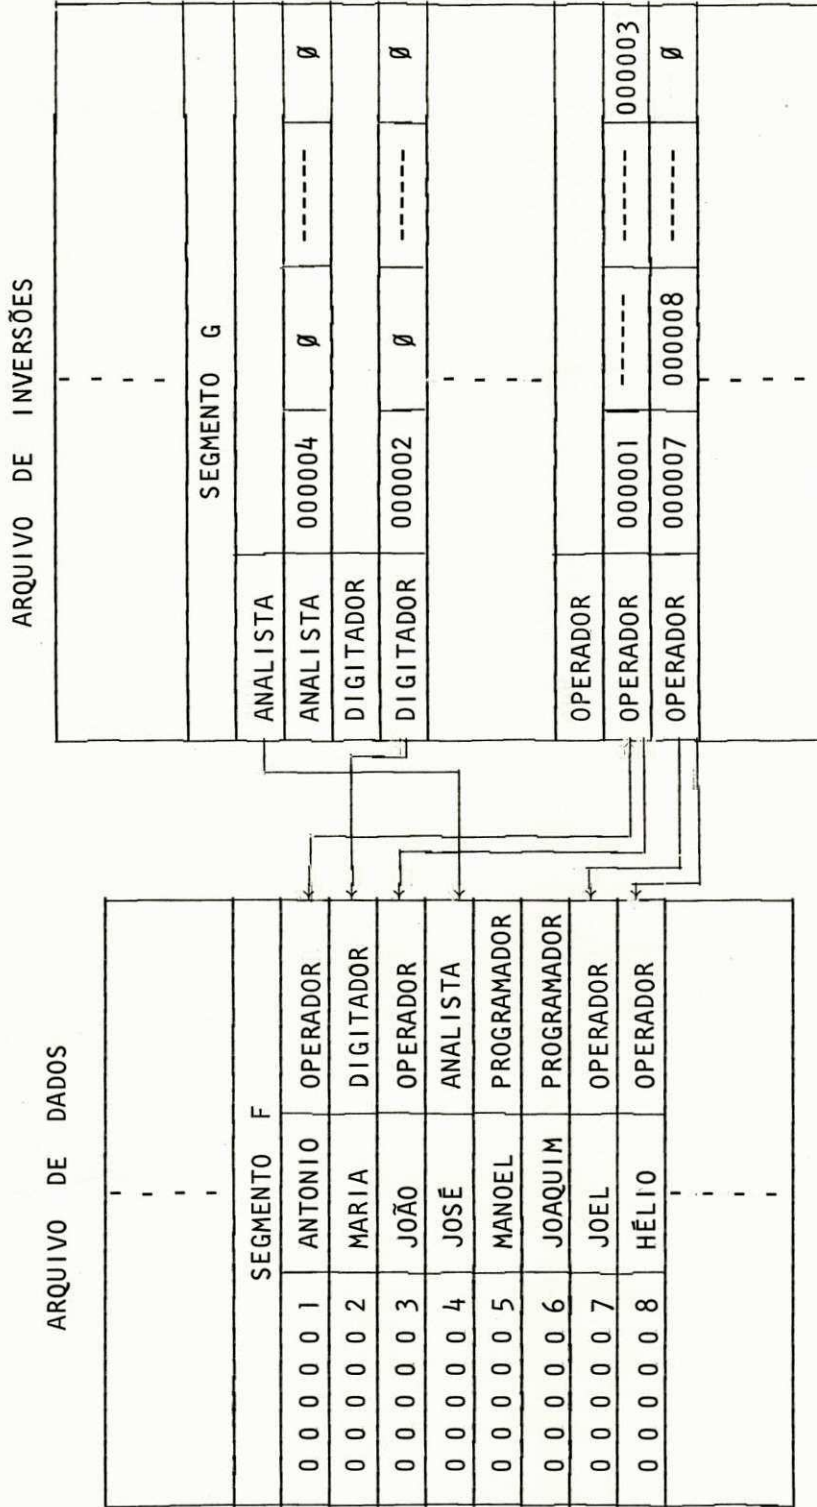 ARQUIVO DE DADOS
SEGMENTO F
0 0 0 0 0 1 ANTONIO OPERADOR
0 0 0 0 0 2 MARIA DIGITADOR
0 0 0 0 0 3 JOÃO OPERADOR
0 0 0 0 0 4 JOSÉ ANALISTA
0 0 0 0 0 5 MANOEL PROGRAMADOR
0 0 0 0 0 6 JOAQUIM PROGRAMADOR
0 0 0 0 0 7 JOEL OPERADOR
0 0 0 0 0 8 HÉLIO OPERADOR
ARQUIVO DE INVERSÕES
SEGMENTO G
ANALISTA
ANALISTA 000004 Ø ------ Ø
DIGITADOR
DIGITADOR 000002 Ø ------ Ø
OPERADOR
OPERADOR 000001 ------ ------ 000003
OPERADOR 000007 000008 ------ Ø